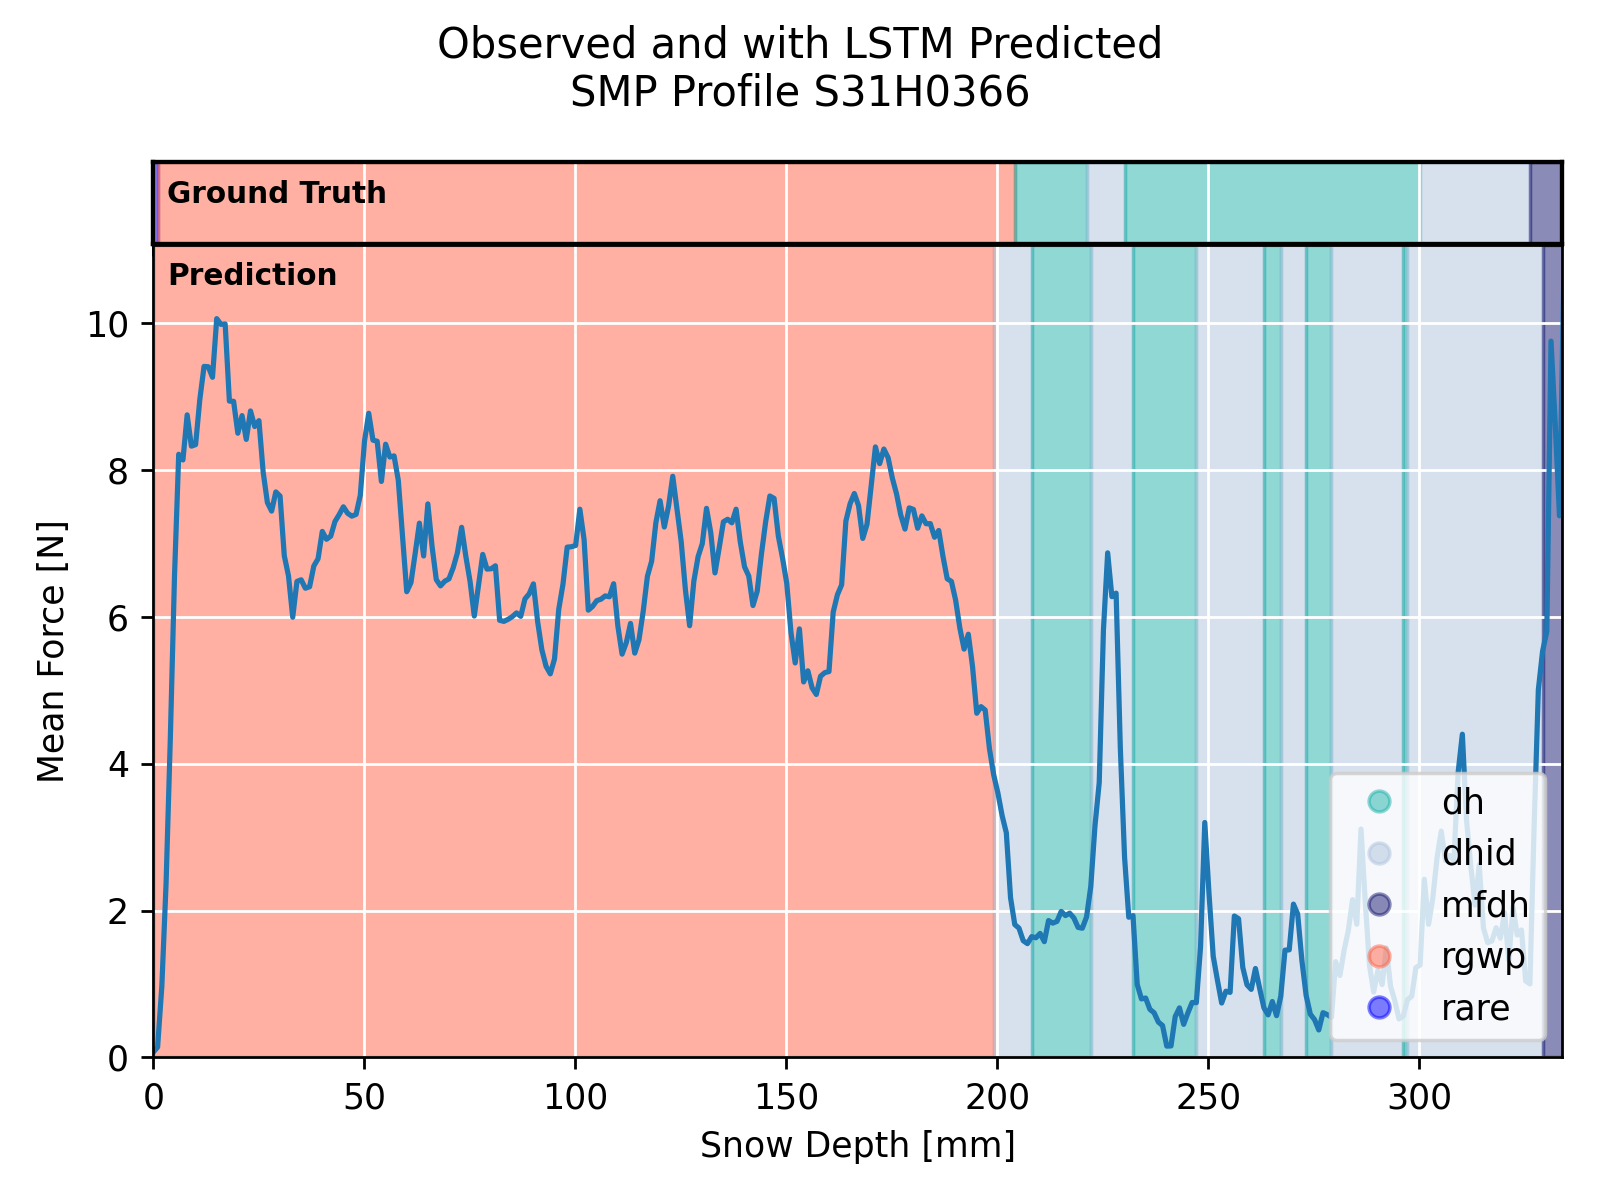 Observed and with LSTM Predicted
SMP Profile S31H0366
Ground Truth
Prediction
10
8
6
4
2
0
Mean Force [N]
dh
dhid
mfdh
rgwp
rare
0 50 100 150 200 250 300
Snow Depth [mm]